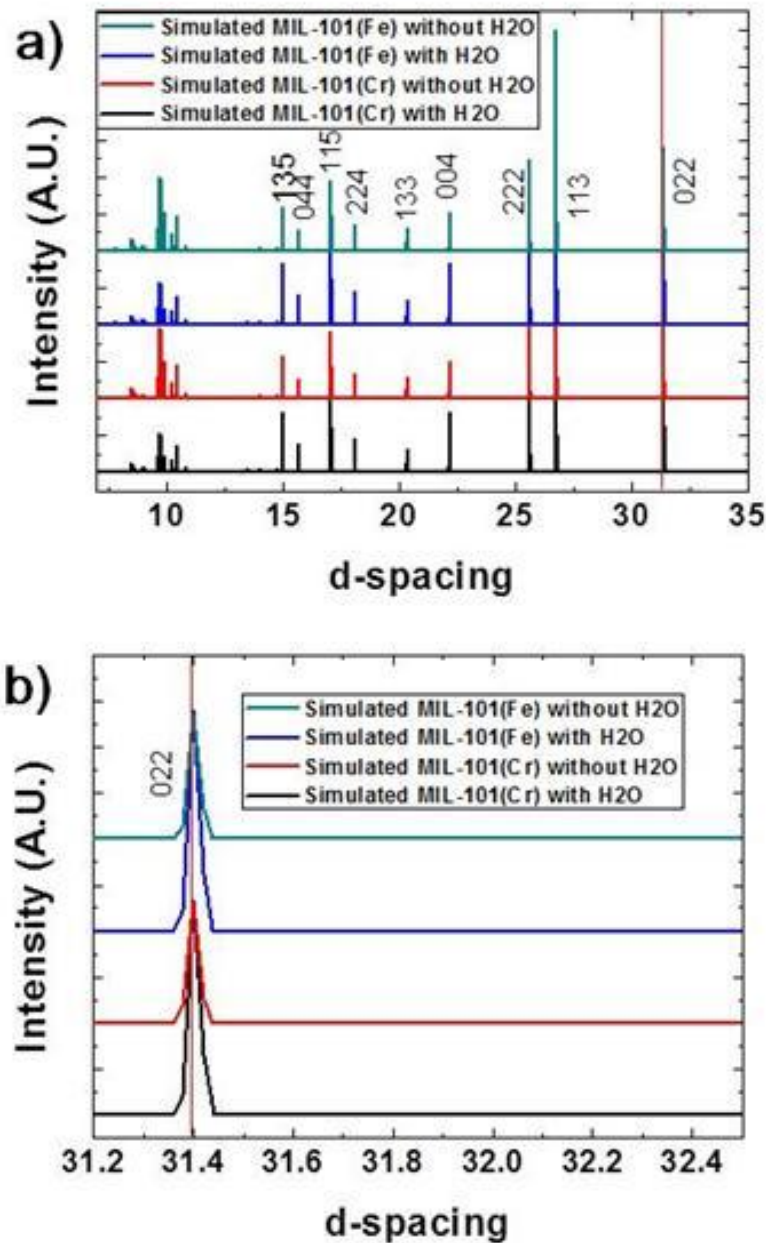 a)
Simulated MIL-101(Fe) without H2O
Simulated MIL-101(Fe) with H2O
Simulated MIL-101(Cr) without H2O
Simulated MIL-101(Cr) with H2O
Intensity (A.U.)
135
044
115
224
133
004
222
113
022
10 15 20 25 30 35
d-spacing
b)
Simulated MIL-101(Fe) without H2O
Simulated MIL-101(Fe) with H2O
Simulated MIL-101(Cr) without H2O
Simulated MIL-101(Cr) with H2O
022
Intensity (A.U.)
31.2 31.4 31.6 31.8 32.0 32.2 32.4
d-spacing